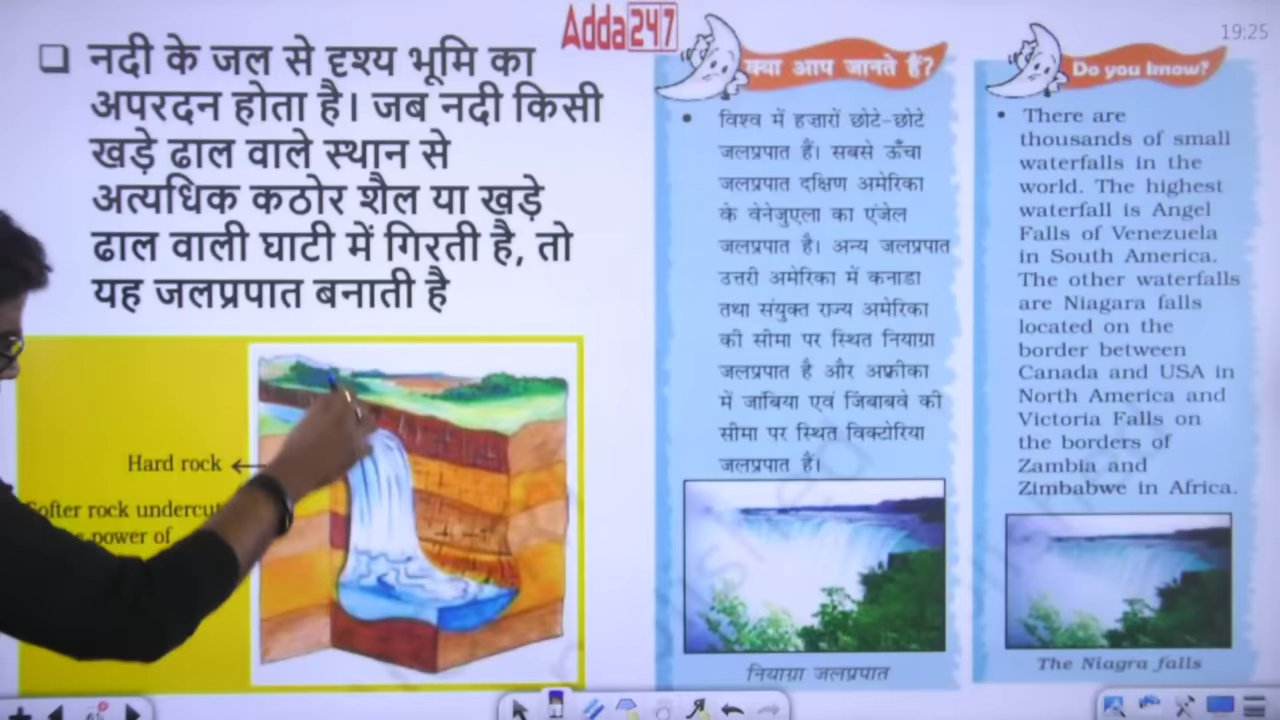 Adda247
19:25
❑ नदी के जल से दृश्य भूमि का
अपरदन होता है। जब नदी किसी
खड़े ढाल वाले स्थान से
अत्यधिक कठोर शैल या खड़े
ढाल वाली घाटी में गिरती है, तो
यह जलप्रपात बनाती है
Hard rock
Softer rock undercut
power of
क्या आप जानते हैं?
• विश्व में हज़ारों छोटे-छोटे
जलप्रपात हैं। सबसे ऊँचा
जलप्रपात दक्षिण अमेरिका
के वेनेजुएला का एंजेल
जलप्रपात है। अन्य जलप्रपात
उत्तरी अमेरिका में कनाडा
तथा संयुक्त राज्य अमेरिका
की सीमा पर स्थित नियाग्रा
जलप्रपात है और अफ़्रीका
में जांबिया एवं जिंबाबवे की
सीमा पर स्थित विक्टोरिया
जलप्रपात हैं।
नियाग्रा जलप्रपात
Do you know?
• There are
thousands of small
waterfalls in the
world. The highest
waterfall is Angel
Falls of Venezuela
in South America.
The other waterfalls
are Niagara falls
located on the
border between
Canada and USA in
North America and
Victoria Falls on
the borders of
Zambia and
Zimbabwe in Africa.
The Niagra falls